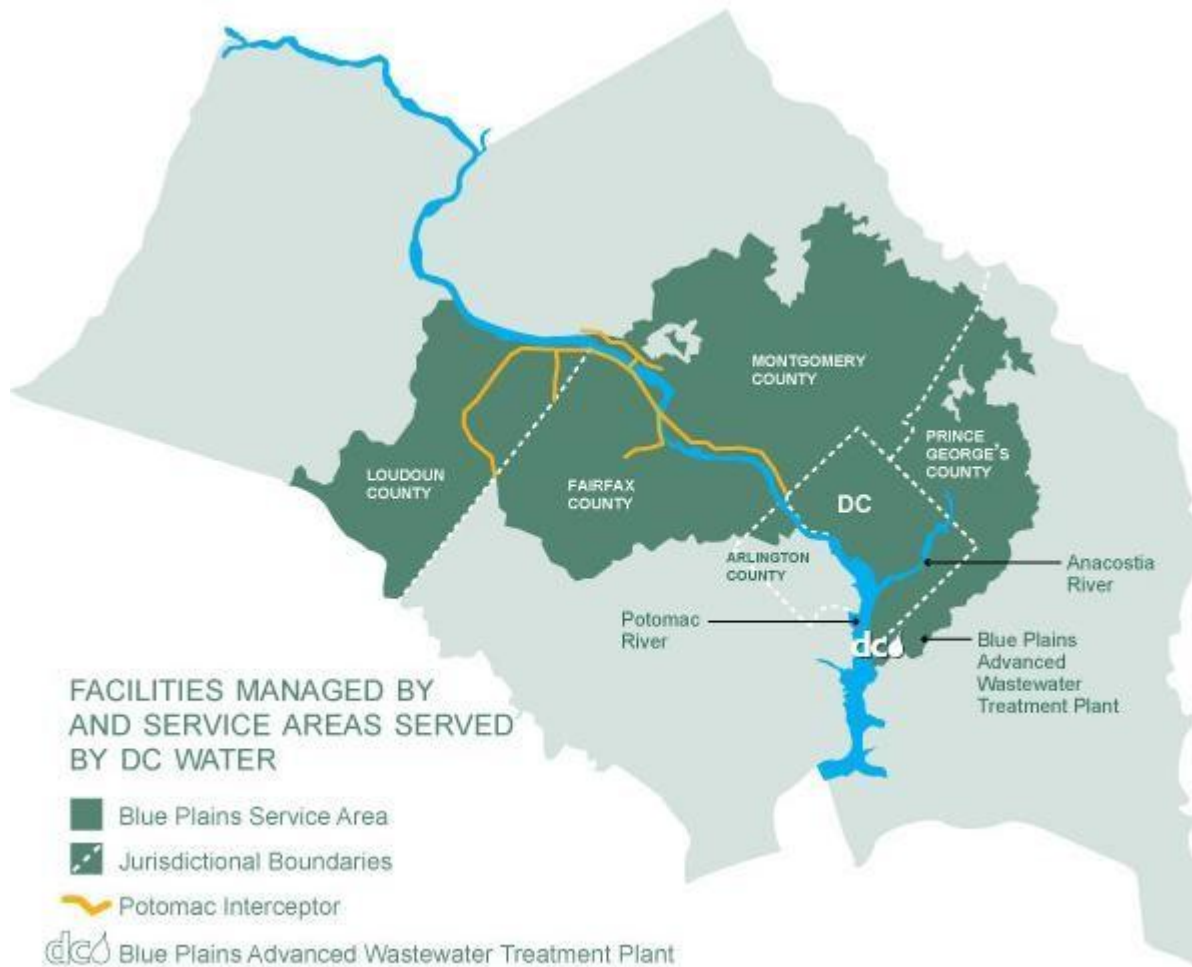 MONTGOMERY
COUNTY
PRINCE
GEORGE'S
COUNTY
LOUDOUN
COUNTY
FAIRFAX
COUNTY
DC
ARLINGTON
COUNTY
Anacostia
River
Potomac
River
dc
Blue Plains
Advanced
Wastewater
Treatment Plant
FACILITIES MANAGED BY
AND SERVICE AREAS SERVED
BY DC WATER
Blue Plains Service Area
Jurisdictional Boundaries
Potomac Interceptor
dc Blue Plains Advanced Wastewater Treatment Plant